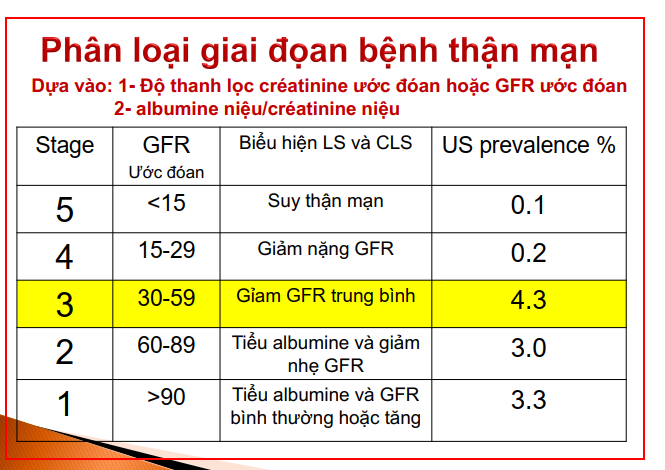 Phân loại giai đọan bệnh thận mạn
Dựa vào: 1- Độ thanh lọc créatinine ước đóan hoặc GFR ước đóan
2- albumine niệu/créatinine niệu
Stage GFR Biểu hiện LS và CLS US prevalence %
Ước đóan
5 <15 Suy thận mạn 0.1
4 15-29 Giảm nặng GFR 0.2
3 30-59 Gỉam GFR trung bình 4.3
2 60-89 Tiểu albumine và giảm 3.0
nhẹ GFR
1 >90 Tiểu albumine và GFR 3.3
bình thường hoặc tăng